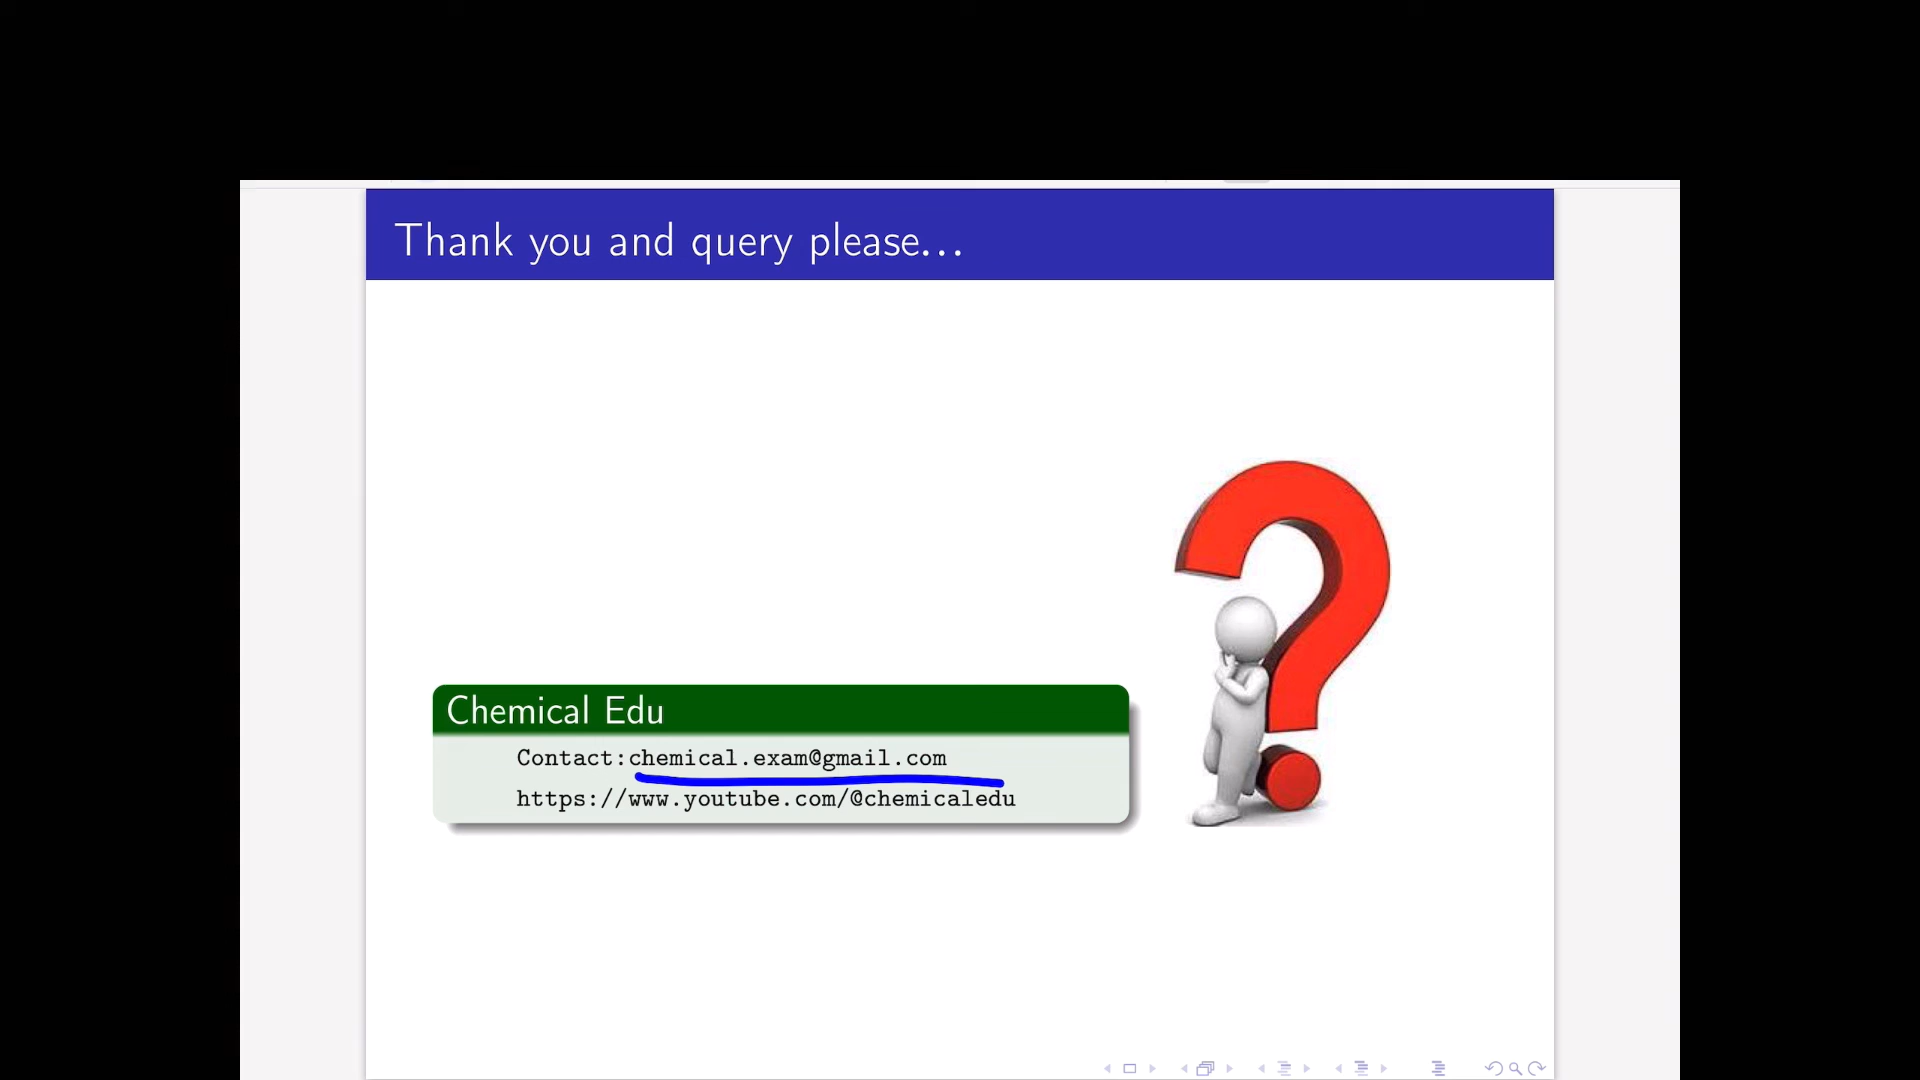 Thank you and query please...
Chemical Edu
Contact:chemical.exam@gmail.com
https://www.youtube.com/@chemicaledu